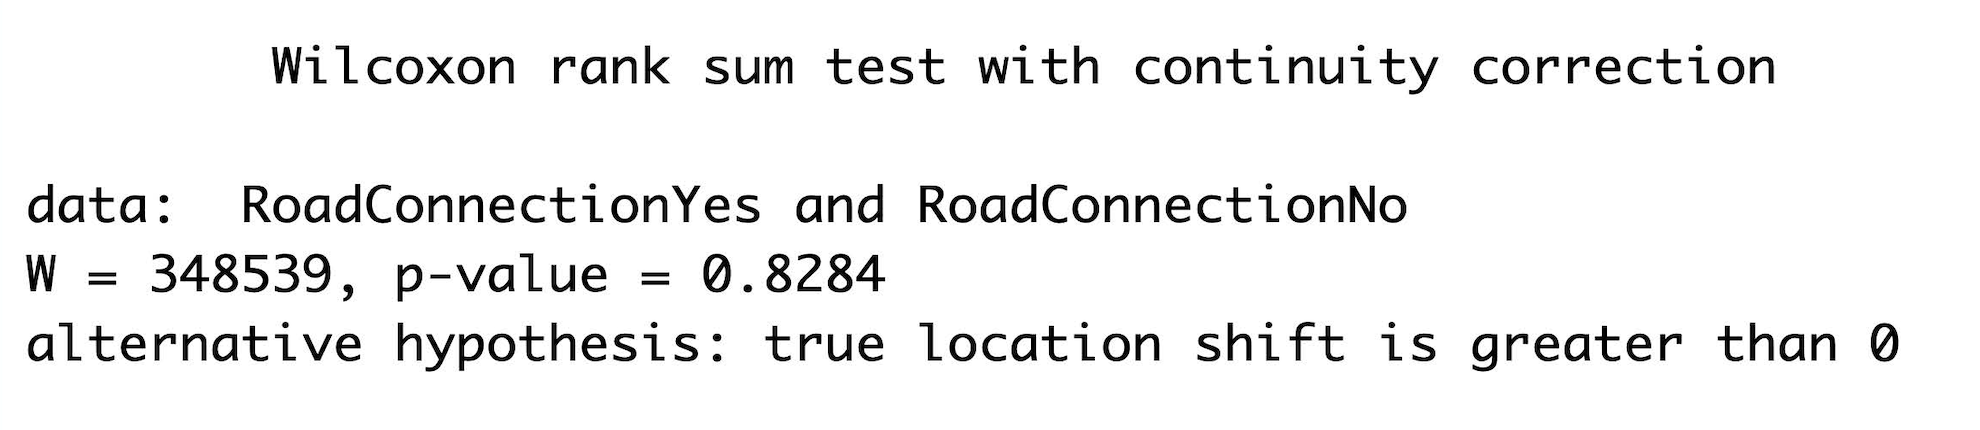 Wilcoxon rank sum test with continuity correction
data:  RoadConnectionYes and RoadConnectionNo
W = 348539, p-value = 0.8284
alternative hypothesis: true location shift is greater than 0